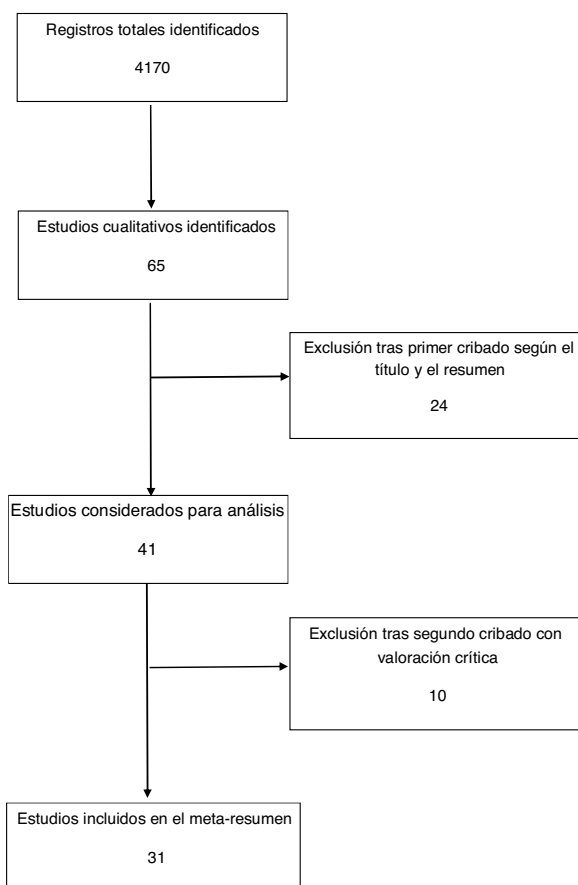 Registros totales identificados
4170
Estudios cualitativos identificados
65
Exclusión tras primer cribado según el
título y el resumen
24
Estudios considerados para análisis
41
Exclusión tras segundo cribado con
valoración crítica
10
Estudios incluidos en el meta-resumen
31